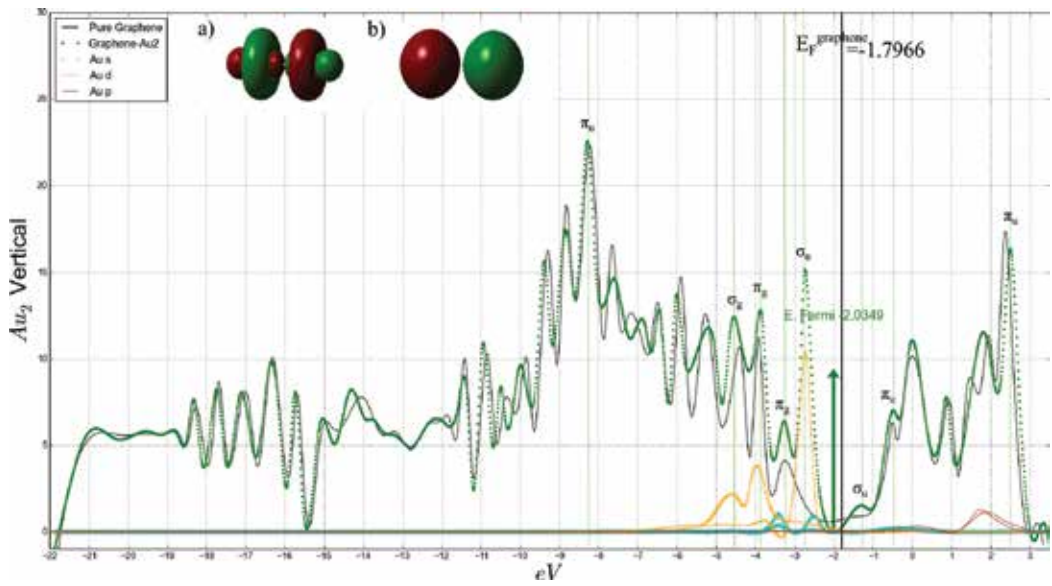 Pure Graphene
Graphene-Au2
Au s
Au d
Au p
a)
b)
E_F^graphene =-1.7966
π_u
σ_g
π_g
π_g
σ_u
E. Fermi -2.0349
σ_u
π_u
Au₂ Vertical
30
25
20
15
10
5
0
-22 -21 -20 -19 -18 -17 -16 -15 -14 -13 -12 -11 -10 -9 -8 -7 -6 -5 -4 -3 -2 -1 0 1 2 3
eV